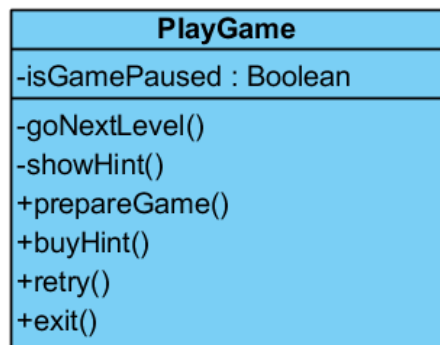 PlayGame
-isGamePaused : Boolean
-goNextLevel()
-showHint()
+prepareGame()
+buyHint()
+retry()
+exit()